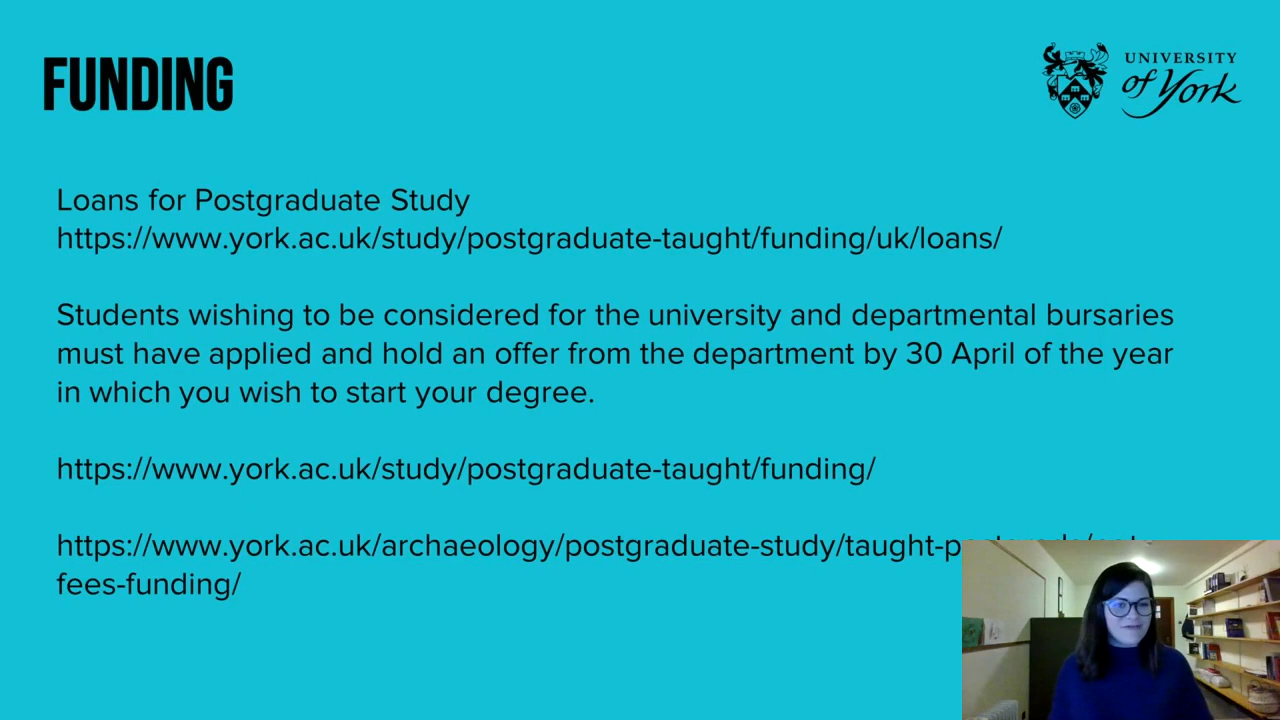 FUNDING
UNIVERSITY
of York
Loans for Postgraduate Study
https://www.york.ac.uk/study/postgraduate-taught/funding/uk/loans/
Students wishing to be considered for the university and departmental bursaries
must have applied and hold an offer from the department by 30 April of the year
in which you wish to start your degree.
https://www.york.ac.uk/study/postgraduate-taught/funding/
https://www.york.ac.uk/archaeology/postgraduate-study/taught-
fees-funding/